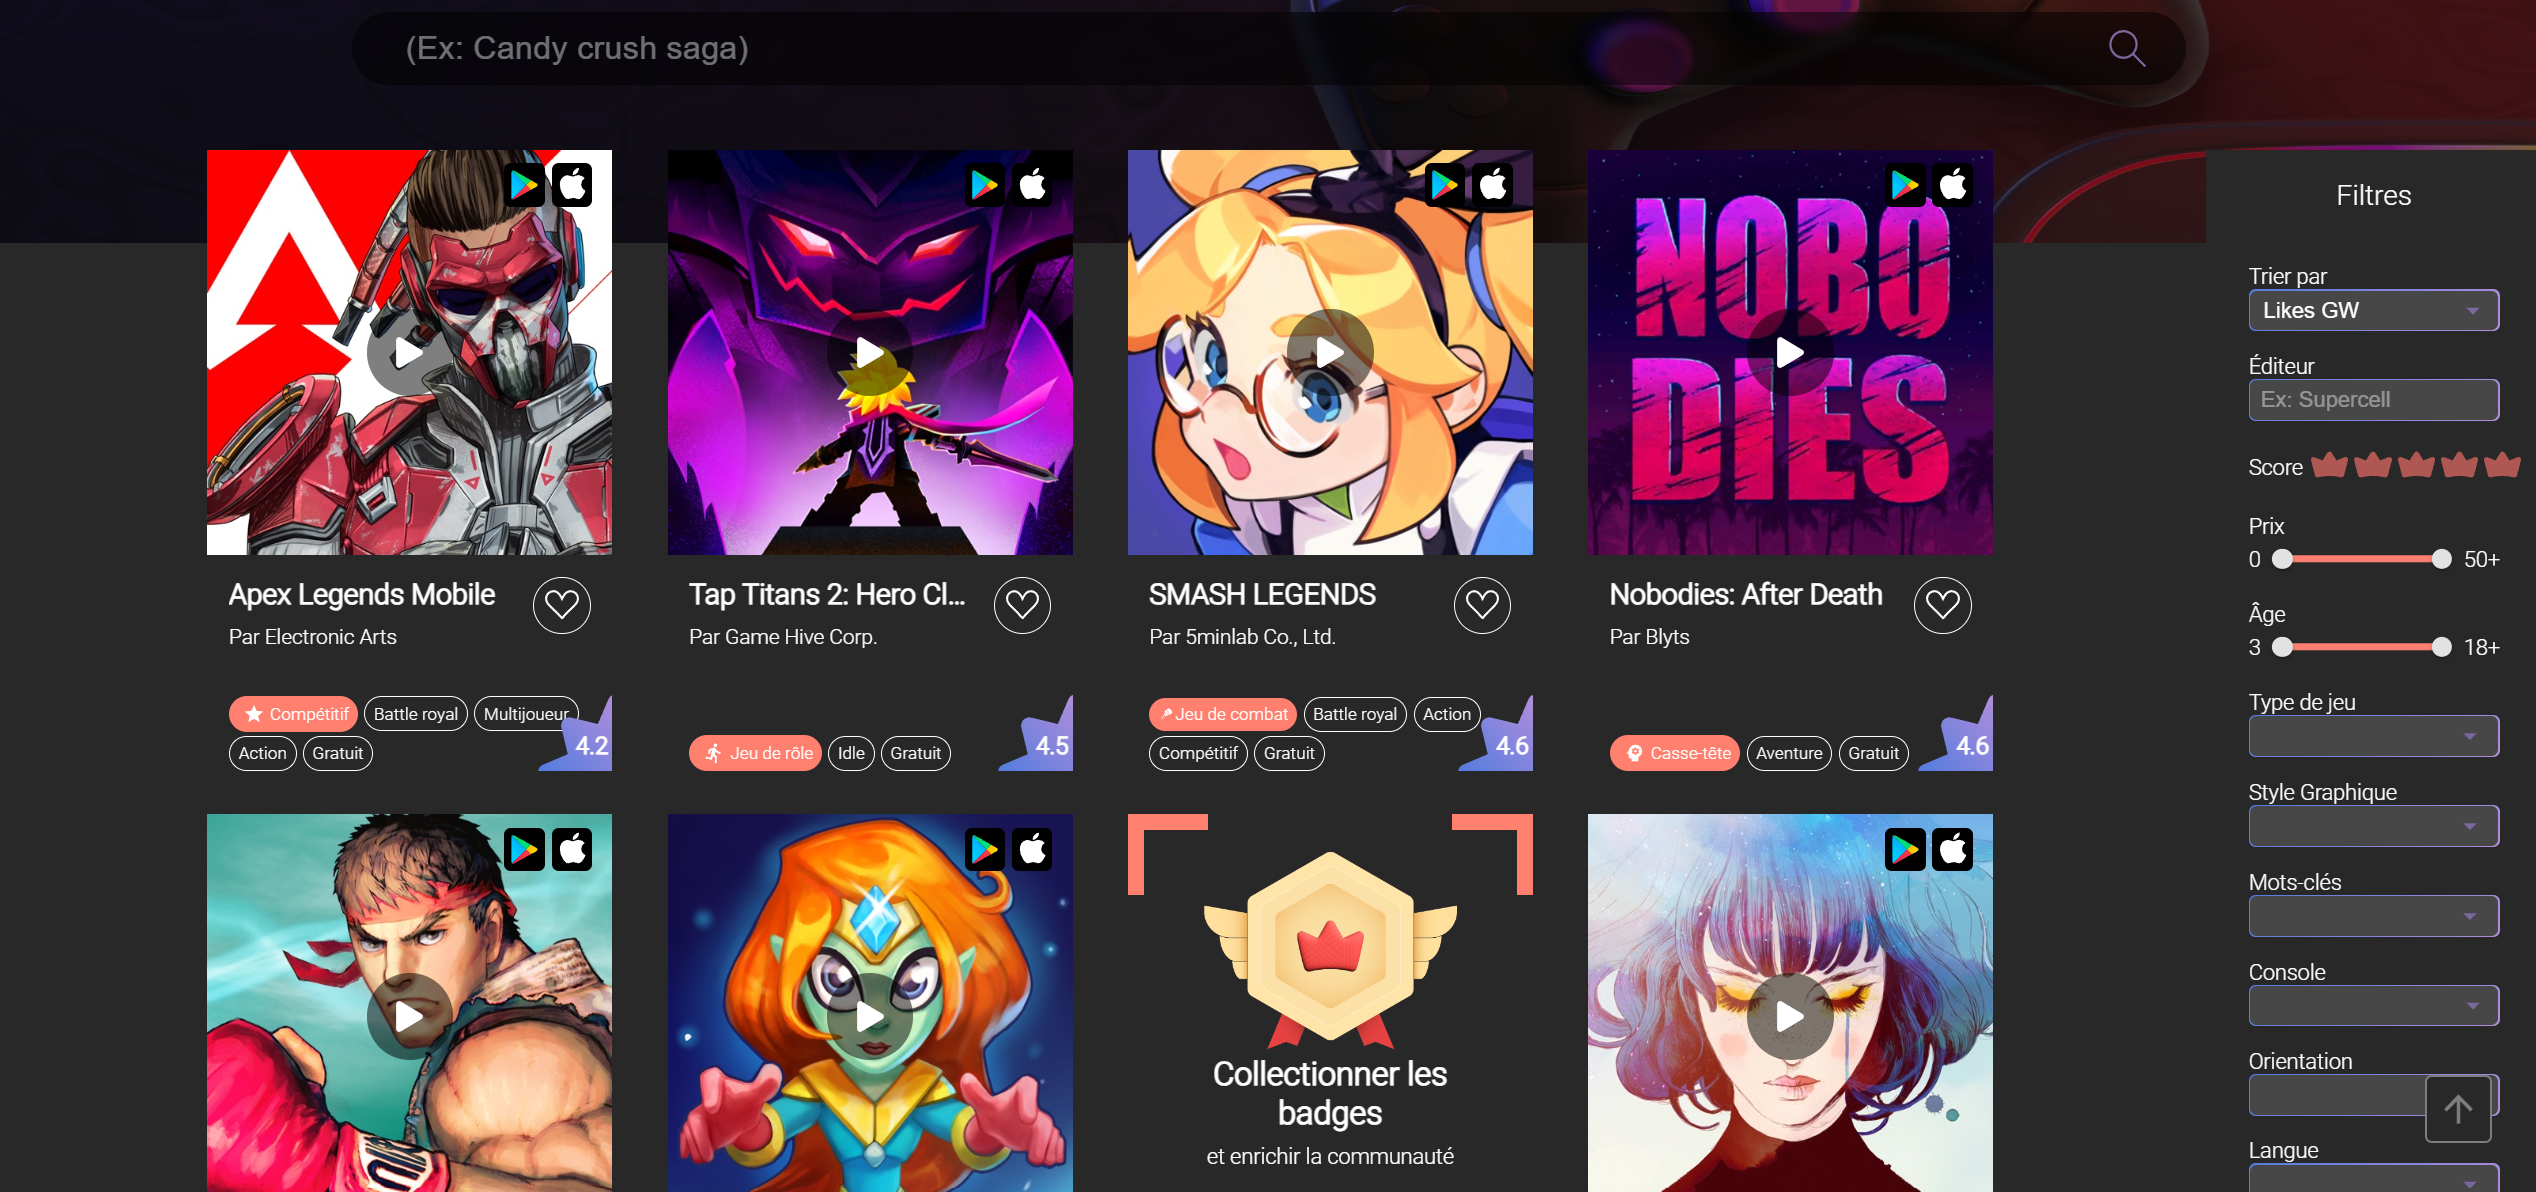 (Ex: Candy crush saga)
NOBO
DIES
Apex Legends Mobile
Par Electronic Arts
Compétitif
Battle royal
Multijoueur
Action
Gratuit
4.2
Tap Titans 2: Hero Cl...
Par Game Hive Corp.
Jeu de rôle
Idle
Gratuit
4.5
SMASH LEGENDS
Par 5minlab Co., Ltd.
Jeu de combat
Battle royal
Action
Compétitif
Gratuit
4.6
Nobodies: After Death
Par Blyts
Casse-tête
Aventure
Gratuit
4.6
Collectionner les
badges
et enrichir la communauté
Filtres
Trier par
Likes GW
Éditeur
Ex: Supercell
Score
Prix
0
50+
Âge
3
18+
Type de jeu
Style Graphique
Mots-clés
Console
Orientation
Langue